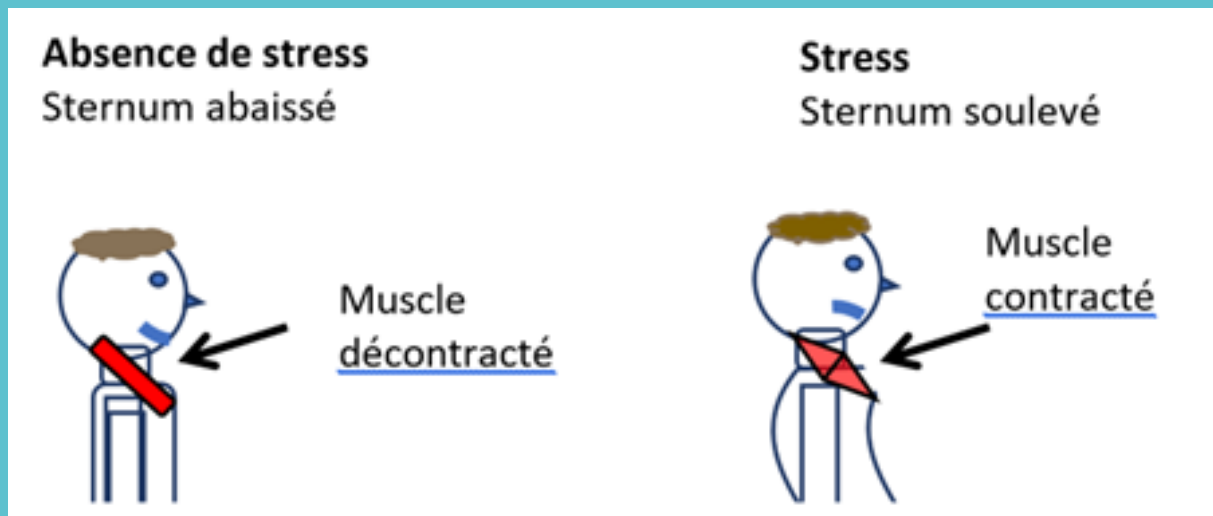 Absence de stress
Sternum abaissé
Muscle
décontracté
Stress
Sternum soulevé
Muscle
contracté